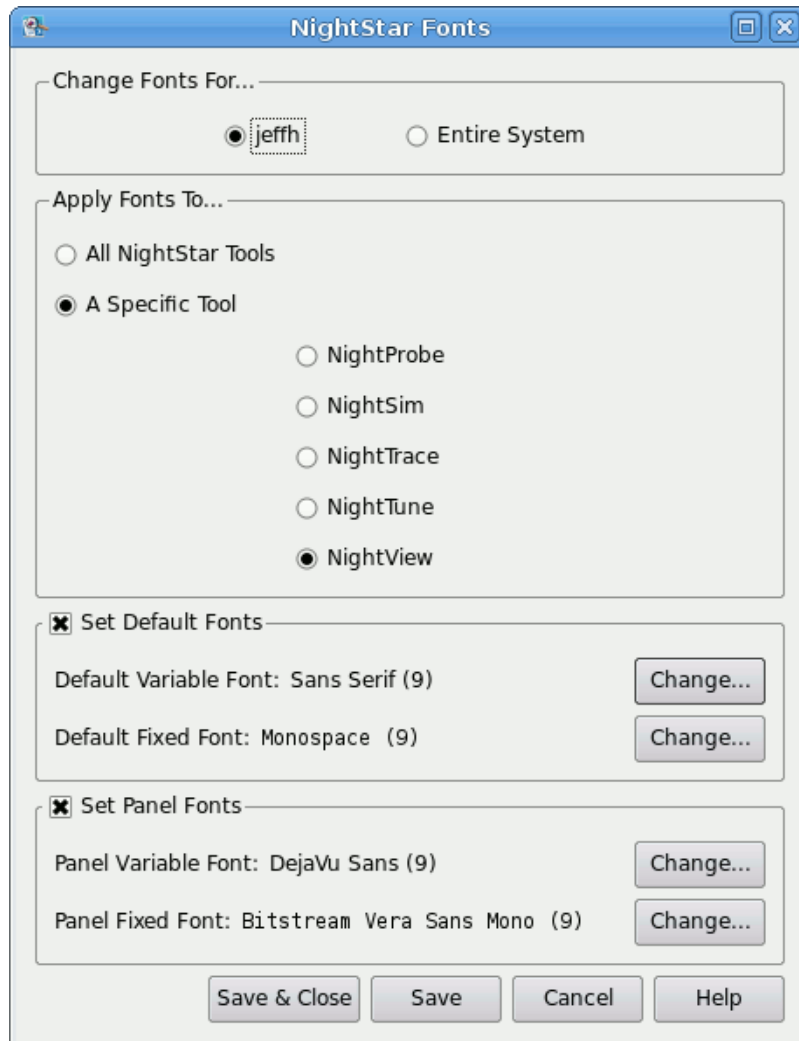 NightStar Fonts
Change Fonts For...
jeffh Entire System
Apply Fonts To...
All NightStar Tools
A Specific Tool
NightProbe
NightSim
NightTrace
NightTune
NightView
Set Default Fonts
Default Variable Font: Sans Serif (9) Change...
Default Fixed Font: Monospace (9) Change...
Set Panel Fonts
Panel Variable Font: DejaVu Sans (9) Change...
Panel Fixed Font: Bitstream Vera Sans Mono (9) Change...
Save & Close Save Cancel Help